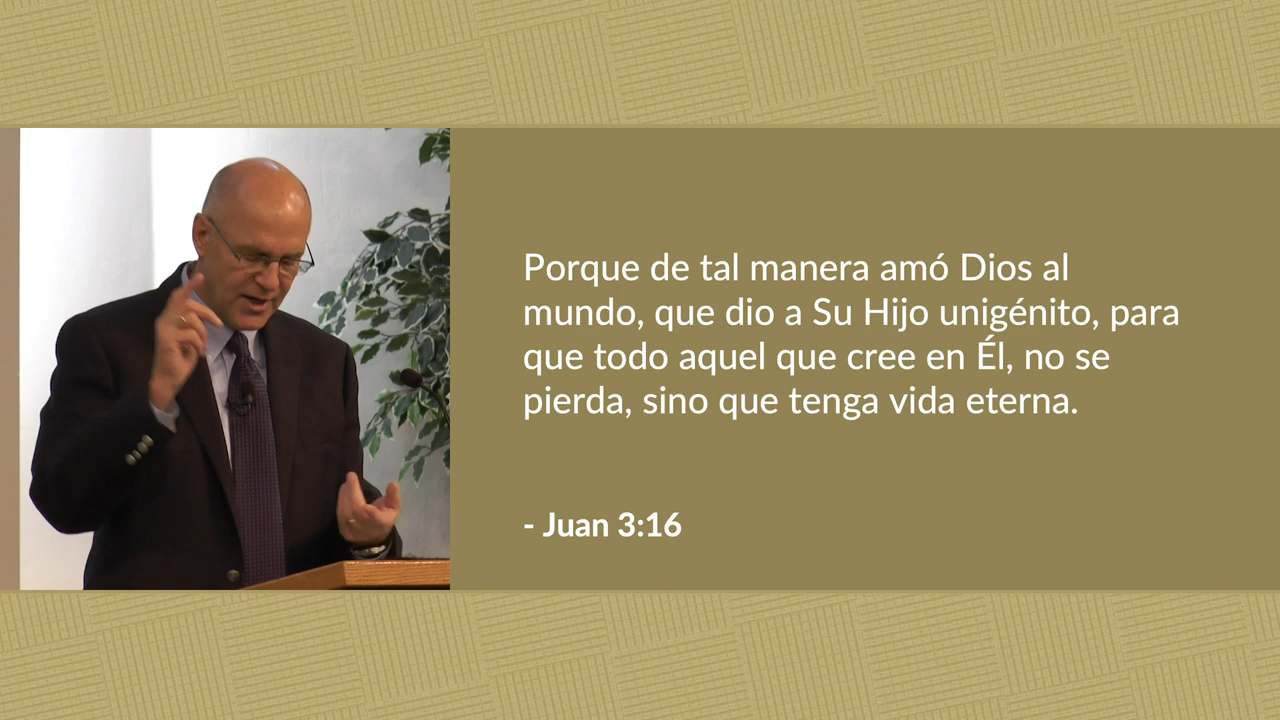 Porque de tal manera amó Dios al
mundo, que dio a Su Hijo unigénito, para
que todo aquel que cree en Él, no se
pierda, sino que tenga vida eterna.
- Juan 3:16